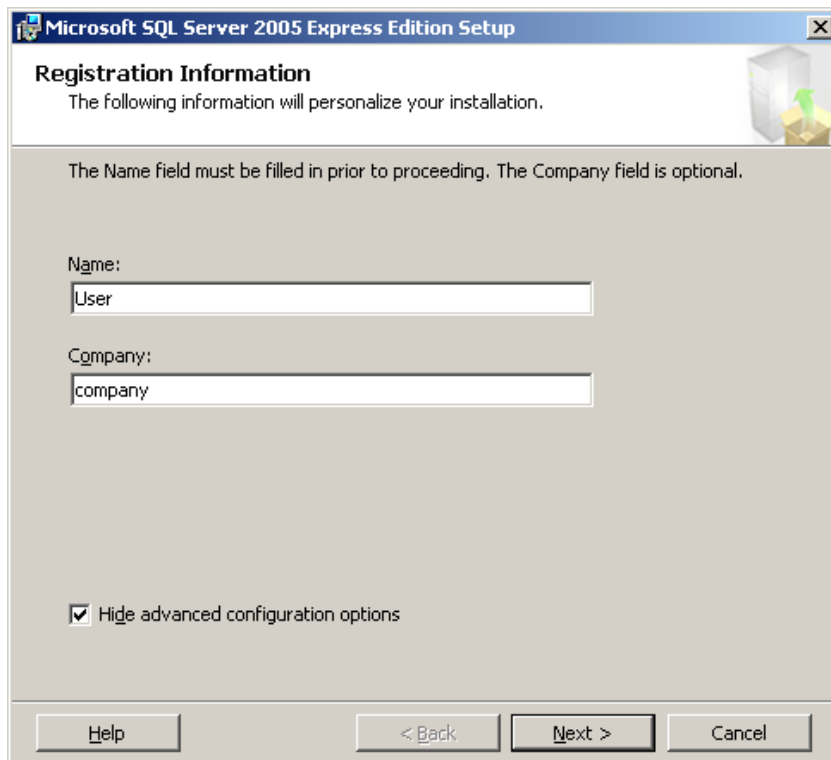 Microsoft SQL Server 2005 Express Edition Setup
Registration Information
The following information will personalize your installation.
The Name field must be filled in prior to proceeding. The Company field is optional.
Name:
User
Company:
company
Hide advanced configuration options
Help
< Back
Next >
Cancel